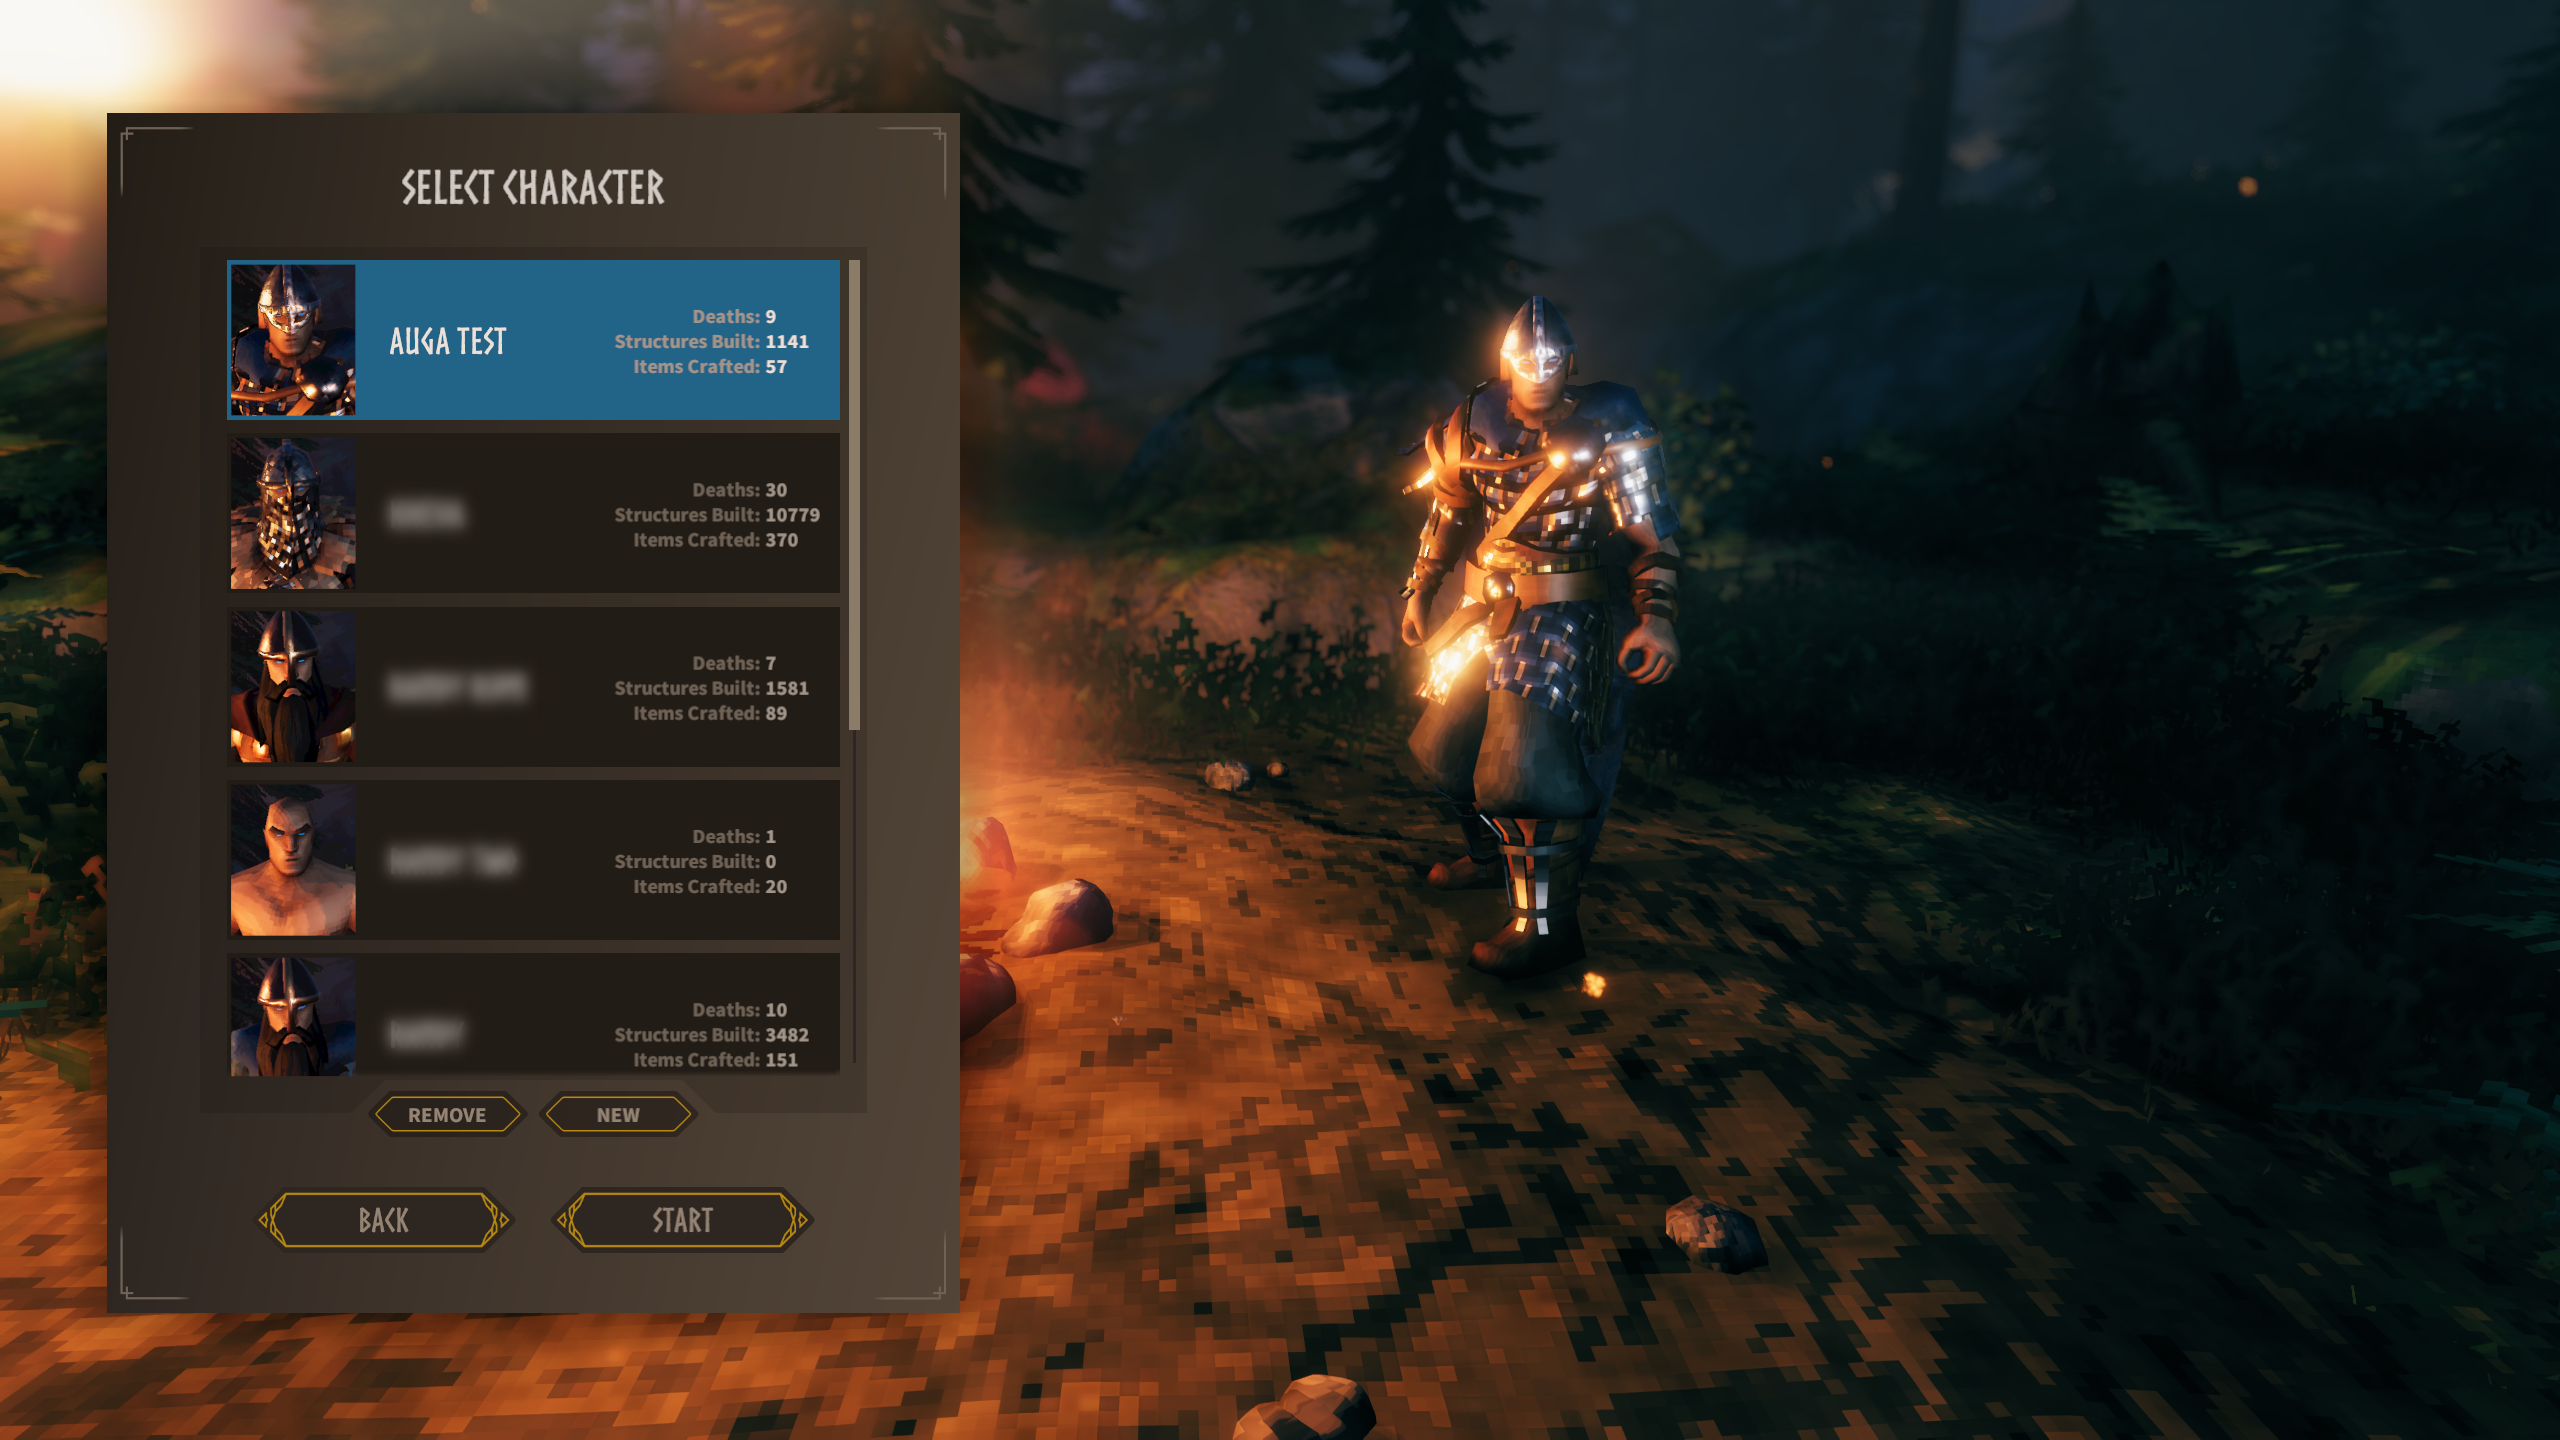 SELECT CHARACTER
AUGA TEST
Deaths: 9
Structures Built: 1141
Items Crafted: 57
Deaths: 30
Structures Built: 10779
Items Crafted: 370
Deaths: 7
Structures Built: 1581
Items Crafted: 89
Deaths: 1
Structures Built: 0
Items Crafted: 20
Deaths: 10
Structures Built: 3482
Items Crafted: 151
REMOVE
NEW
BACK
START